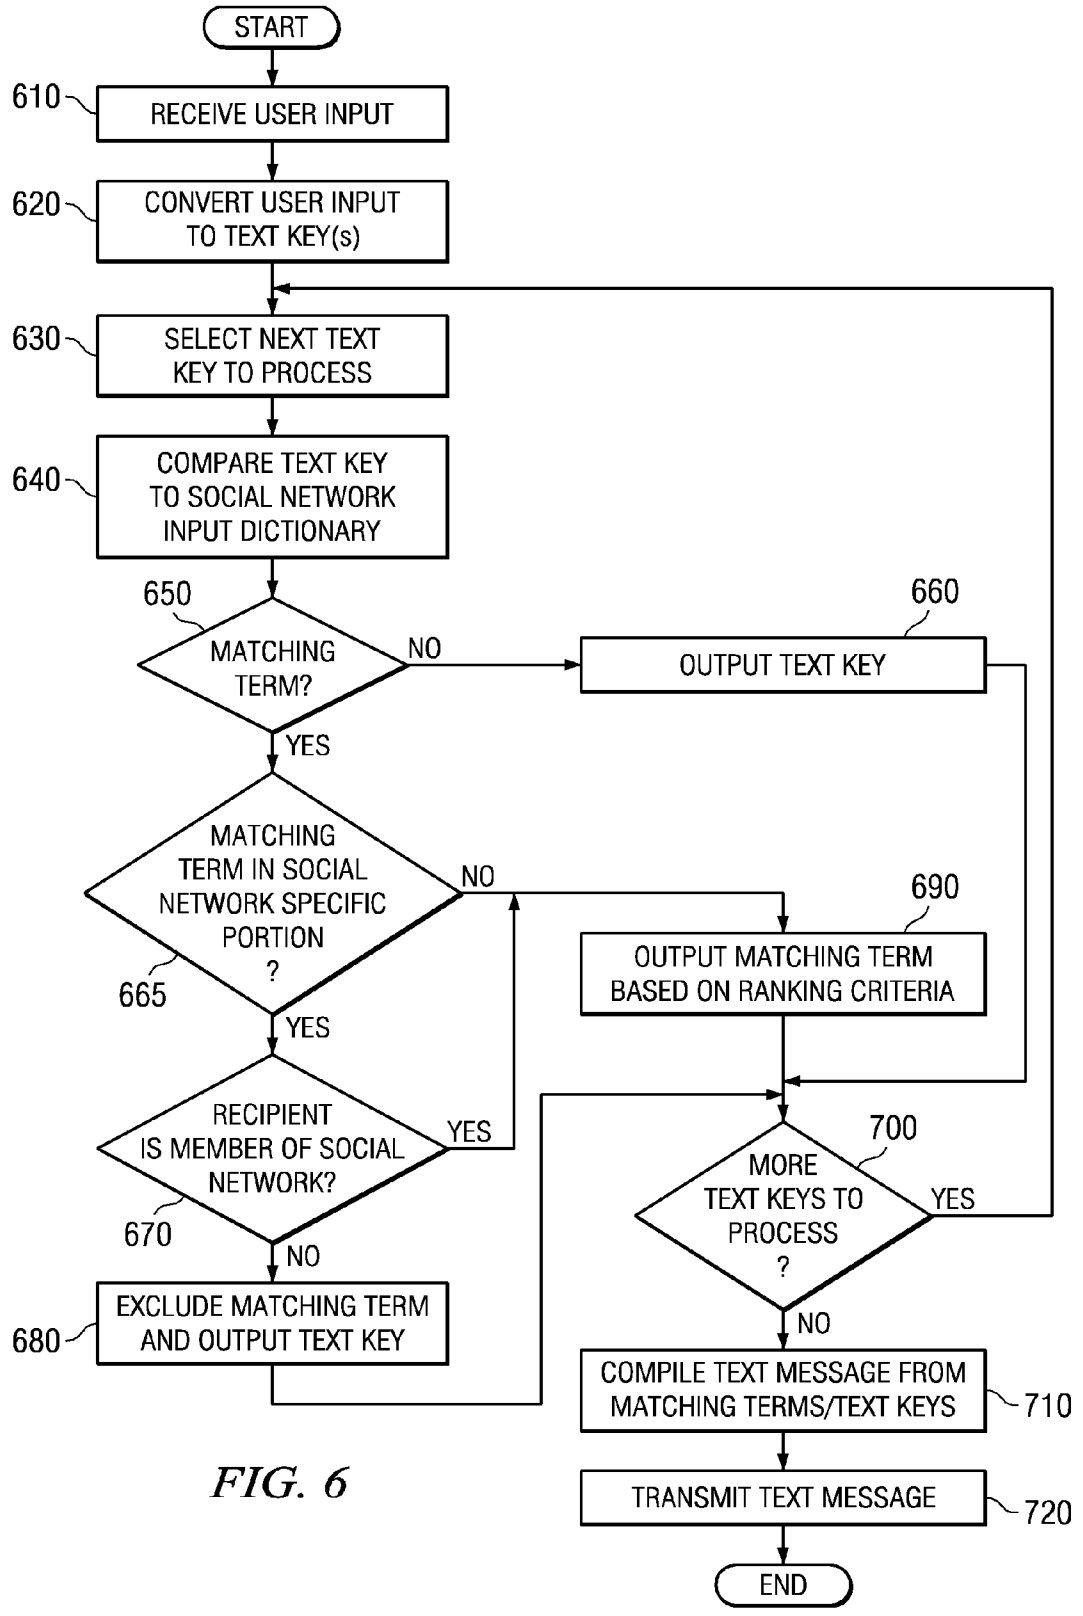 START
610
RECEIVE USER INPUT
620
CONVERT USER INPUT
TO TEXT KEY(s)
630
SELECT NEXT TEXT
KEY TO PROCESS
640
COMPARE TEXT KEY
TO SOCIAL NETWORK
INPUT DICTIONARY
650
MATCHING
TERM?
NO
YES
660
OUTPUT TEXT KEY
665
MATCHING
TERM IN SOCIAL
NETWORK SPECIFIC
PORTION
?
NO
YES
690
OUTPUT MATCHING TERM
BASED ON RANKING CRITERIA
670
RECIPIENT
IS MEMBER OF SOCIAL
NETWORK?
YES
NO
680
EXCLUDE MATCHING TERM
AND OUTPUT TEXT KEY
700
MORE
TEXT KEYS TO
PROCESS
?
YES
NO
COMPILE TEXT MESSAGE FROM
MATCHING TERMS/TEXT KEYS
710
TRANSMIT TEXT MESSAGE
720
END
FIG. 6